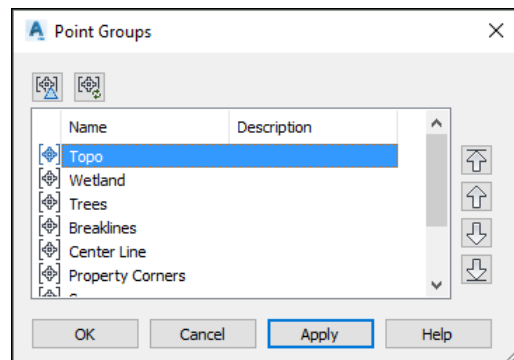 Point Groups
Name Description
Topo
Wetland
Trees
Breaklines
Center Line
Property Corners
OK Cancel Apply Help